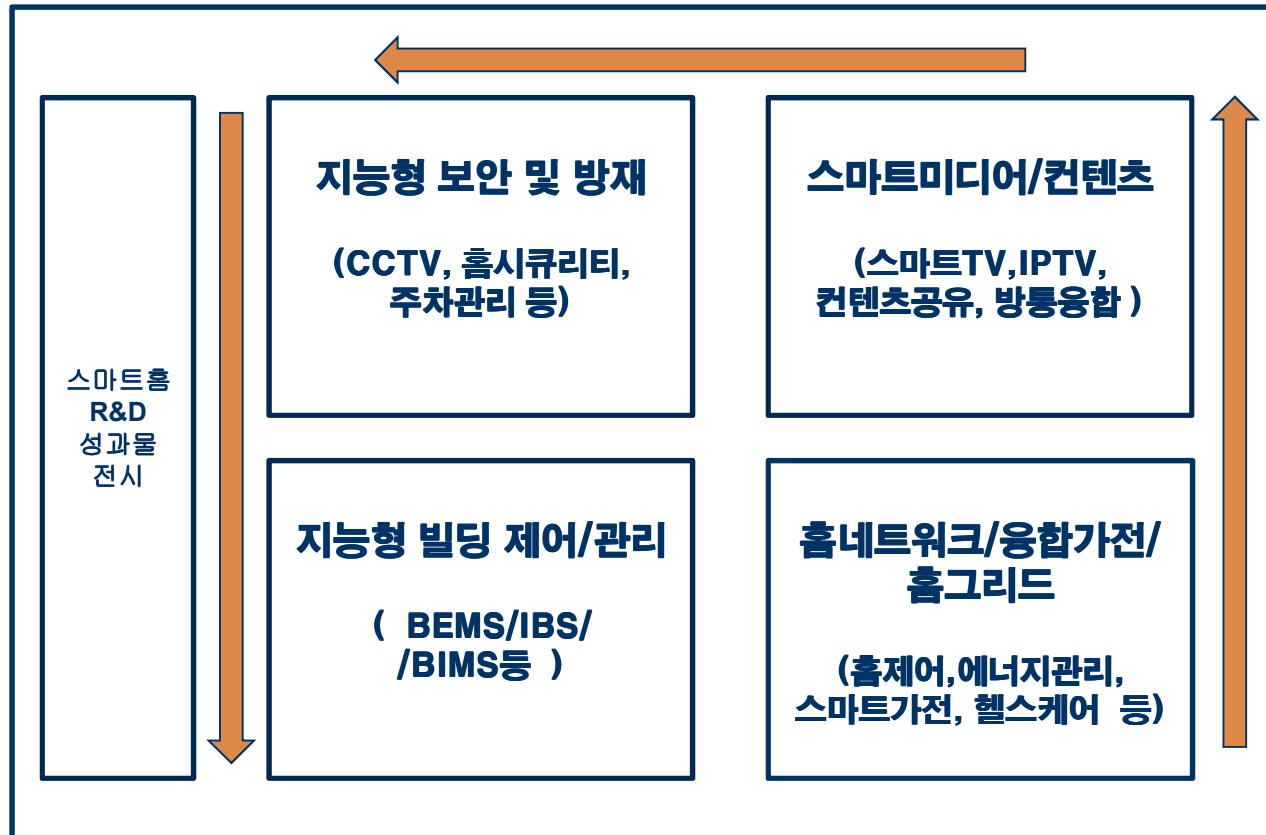 지능형 보안 및 방재
(CCTV, 홈시큐리티,
주차관리 등)
스마트미디어/컨텐츠
(스마트TV,IPTV,
컨텐츠공유, 방통융합 )
스마트홈
R&D
성과물
전시
지능형 빌딩 제어/관리
( BEMS/IBS/
/BIMS등 )
홈네트워크/융합가전/
홈그리드
(홈제어,에너지관리,
스마트가전, 헬스케어 등)